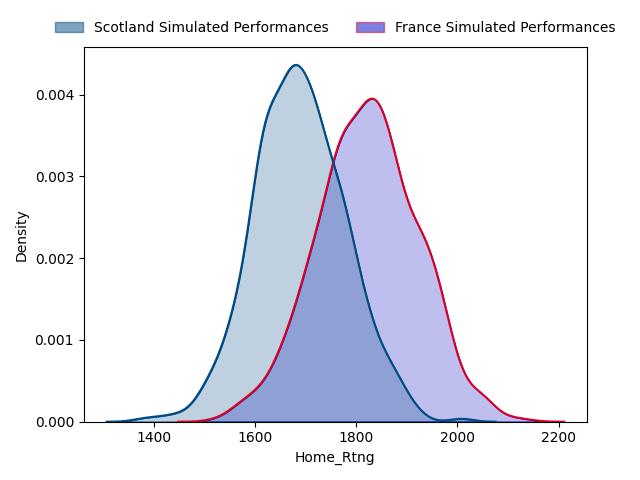 Scotland Simulated Performances France Simulated Performances
0.004
0.003
0.002
0.001
0.000
Density
1400 1600 1800 2000 2200
Home_Rtng